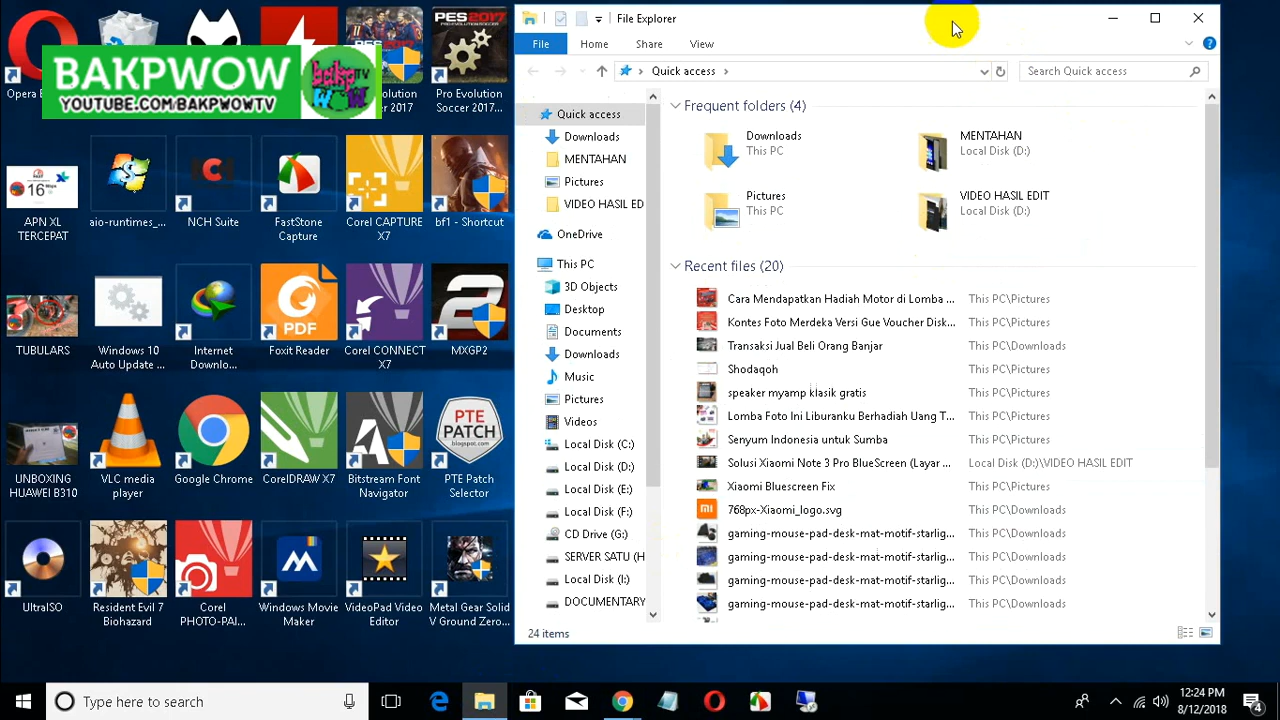 File Explorer
File
Home
Share
View
Quick access
Search Quick access
BAKPWOW
YOUTUBE.COM/BAKPWOWTV
Opera B
Evolution
r 2017
Pro Evolution
Soccer 2017...
PES2017
PRO EVOLUTION SOCCER
APN XL
TERCEPAT
aio-runtimes_...
NCH Suite
FastStone
Capture
Corel CAPTURE
X7
bf1 - Shortcut
TUBULARS
Windows 10
Auto Update ...
Internet
Downlo...
Foxit Reader
PDF
Corel CONNECT
X7
MXGP2
UNBOXING
HUAWEI B310
VLC media
player
Google Chrome
CorelDRAW X7
Bitstream Font
Navigator
PTE
PATCH
blogspot.com
PTE Patch
Selector
UltraISO
Resident Evil 7
Biohazard
Corel
PHOTO-PAI...
Windows Movie
Maker
VideoPad Video
Editor
Metal Gear Solid
V Ground Zero...
Quick access
Downloads
MENTAHAN
Pictures
VIDEO HASIL ED
OneDrive
This PC
3D Objects
Desktop
Documents
Downloads
Music
Pictures
Videos
Local Disk (C:)
Local Disk (D:)
Local Disk (E:)
Local Disk (F:)
CD Drive (G:)
SERVER SATU (H
Local Disk (I:)
DOCUMENTARY
Frequent folders (4)
Downloads
This PC
MENTAHAN
Local Disk (D:)
Pictures
This PC
VIDEO HASIL EDIT
Local Disk (D:)
Recent files (20)
Cara Mendapatkan Hadiah Motor di Lomba ... This PC\Pictures
Kontes Foto Merdeka Versi Gue Voucher Disk... This PC\Pictures
Transaksi Jual Beli Orang Banjar This PC\Downloads
Shodaqoh This PC\Pictures
speaker myamp klasik gratis This PC\Pictures
Lomba Foto Ini Liburanku Berhadiah Uang T... This PC\Pictures
Senyum Indonesia untuk Sumba This PC\Pictures
Solusi Xiaomi Note 3 Pro BlueScreen (Layar ... Local Disk (D:)\VIDEO HASIL EDIT
Xiaomi Bluescreen Fix This PC\Pictures
768px-Xiaomi_logo.svg This PC\Downloads
gaming-mouse-pad-desk-mat-motif-starlig... This PC\Downloads
gaming-mouse-pad-desk-mat-motif-starlig... This PC\Downloads
gaming-mouse-pad-desk-mat-motif-starlig... This PC\Downloads
gaming-mouse-pad-desk-mat-motif-starlig... This PC\Downloads
24 items
Type here to search
12:24 PM
8/12/2018
4